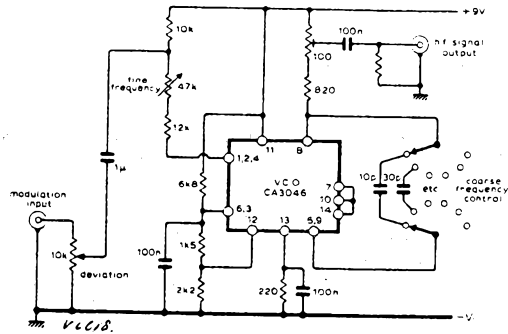 +9V
10k
100n
h.f signal output
100
fine frequency
47k
820
12k
11
8
1,2,4
1µ
VCO
CA3046
7
10
14
10p
30p
etc
coarse frequency control
6k8
modulation input
6,3
12
13
5,9
100n
1k5
10k
deviation
2k2
220
100n
-V